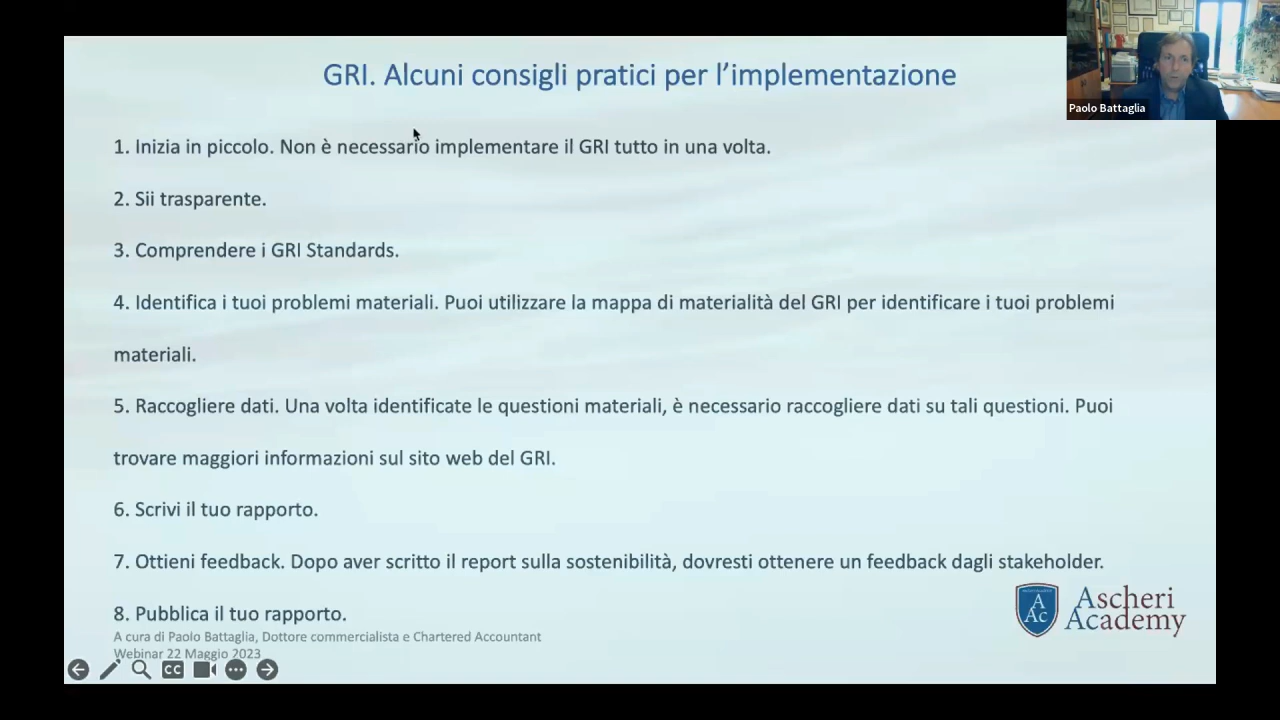 GRI. Alcuni consigli pratici per l'implementazione
Paolo Battaglia
1. Inizia in piccolo. Non è necessario implementare il GRI tutto in una volta.
2. Sii trasparente.
3. Comprendere i GRI Standards.
4. Identifica i tuoi problemi materiali. Puoi utilizzare la mappa di materialità del GRI per identificare i tuoi problemi
materiali.
5. Raccogliere dati. Una volta identificate le questioni materiali, è necessario raccogliere dati su tali questioni. Puoi
trovare maggiori informazioni sul sito web del GRI.
6. Scrivi il tuo rapporto.
7. Ottieni feedback. Dopo aver scritto il report sulla sostenibilità, dovresti ottenere un feedback dagli stakeholder.
8. Pubblica il tuo rapporto.
A cura di Paolo Battaglia, Dottore commercialista e Chartered Accountant
Webinar 22 Maggio 2023
A
Ac
Ascheri
Academy
CC